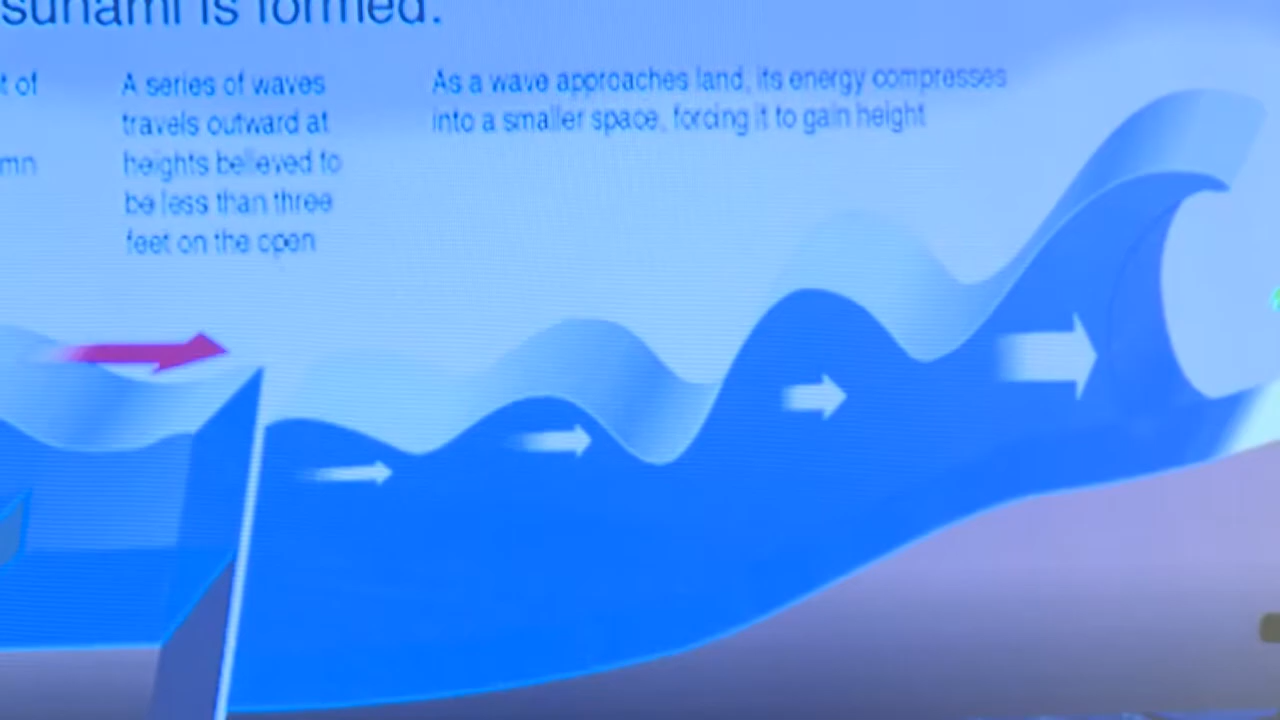 sunami is formed.
t of
mn
A series of waves
travels outward at
heights believed to
be less than three
feet on the open
As a wave approaches land, its energy compresses
into a smaller space, forcing it to gain height